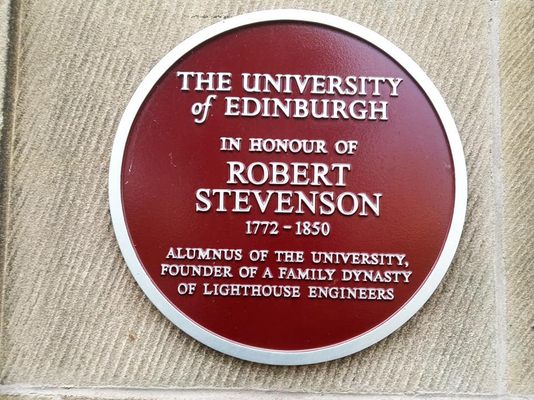 THE UNIVERSITY
of EDINBURGH
IN HONOUR OF
ROBERT
STEVENSON
1772 - 1850
ALUMNUS OF THE UNIVERSITY,
FOUNDER OF A FAMILY DYNASTY
OF LIGHTHOUSE ENGINEERS